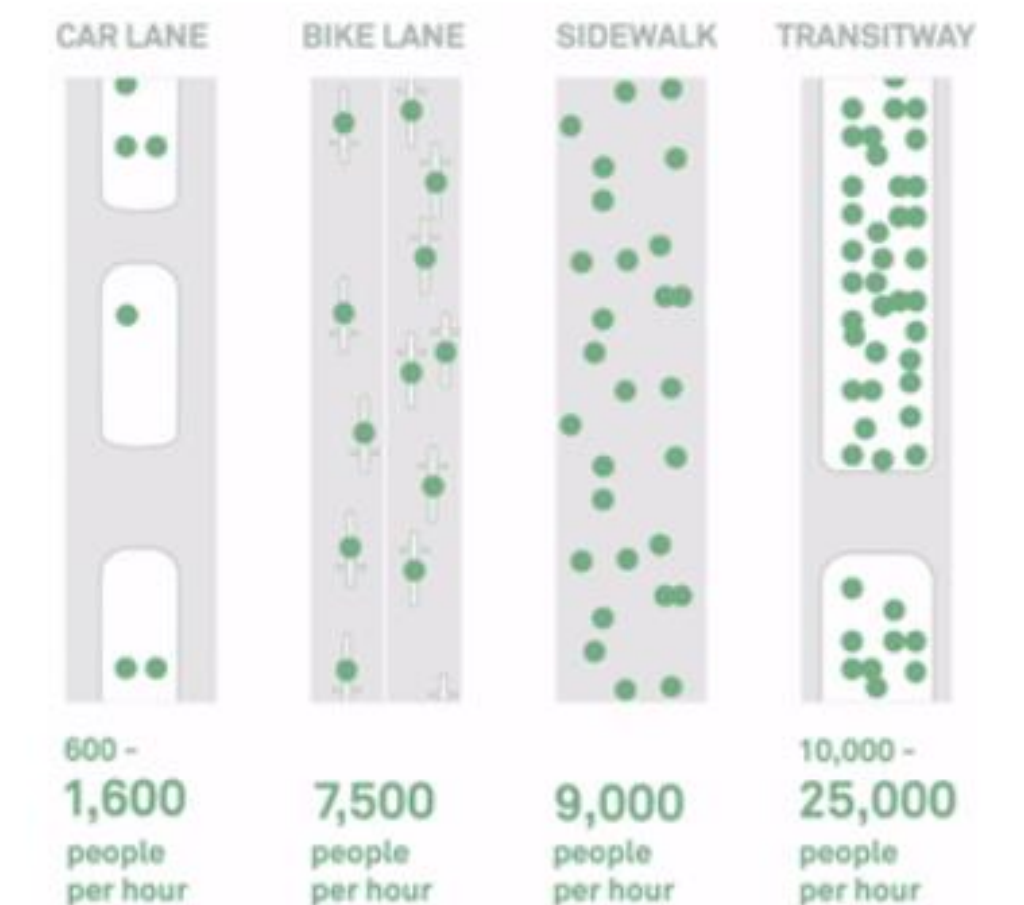 CAR LANE
BIKE LANE
SIDEWALK
TRANSITWAY
600 -
1,600
people
per hour
7,500
people
per hour
9,000
people
per hour
10,000 -
25,000
people
per hour